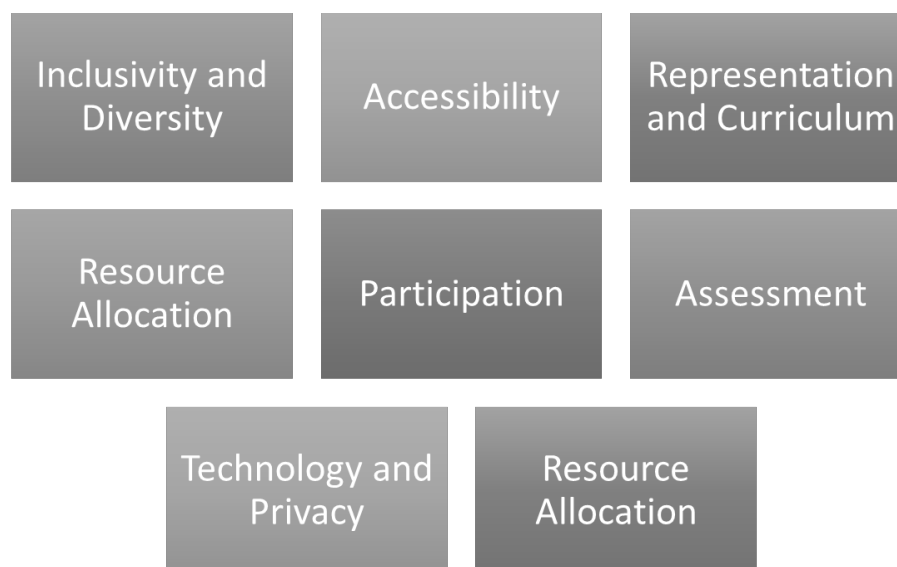 Inclusivity and
Diversity
Accessibility
Representation
and Curriculum
Resource
Allocation
Participation
Assessment
Technology and
Privacy
Resource
Allocation